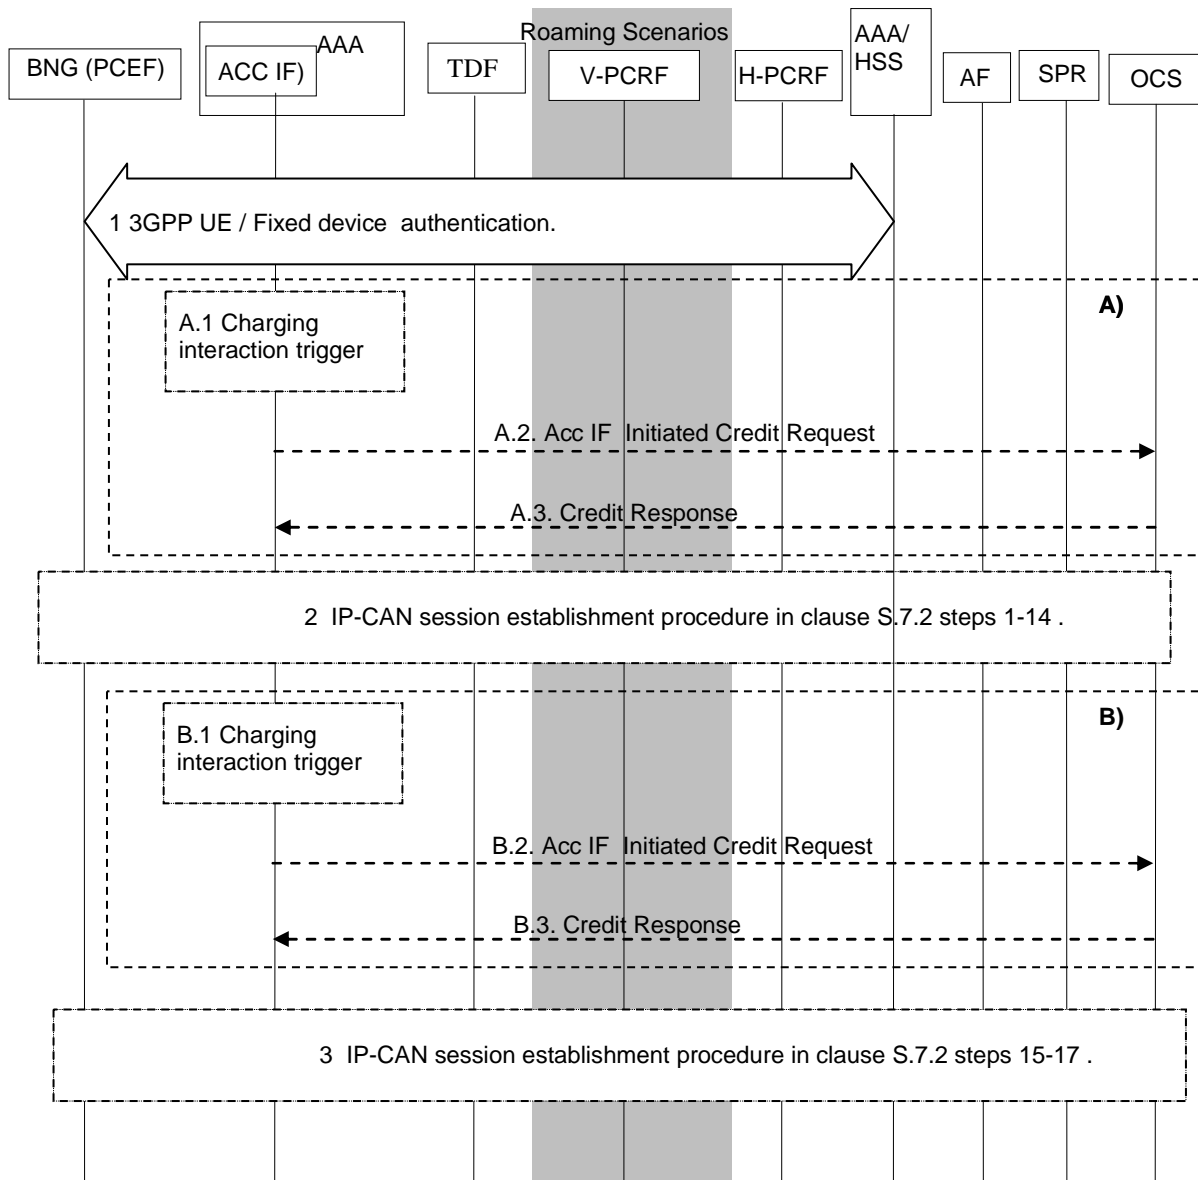 Roaming Scenarios
BNG (PCEF)
AAA
ACC IF)
TDF
V-PCRF
H-PCRF
AAA/
HSS
AF
SPR
OCS
1 3GPP UE / Fixed device authentication.
A)
A.1 Charging
interaction trigger
A.2. Acc IF Initiated Credit Request
A.3. Credit Response
2 IP-CAN session establishment procedure in clause S.7.2 steps 1-14 .
B)
B.1 Charging
interaction trigger
B.2. Acc IF Initiated Credit Request
B.3. Credit Response
3 IP-CAN session establishment procedure in clause S.7.2 steps 15-17 .